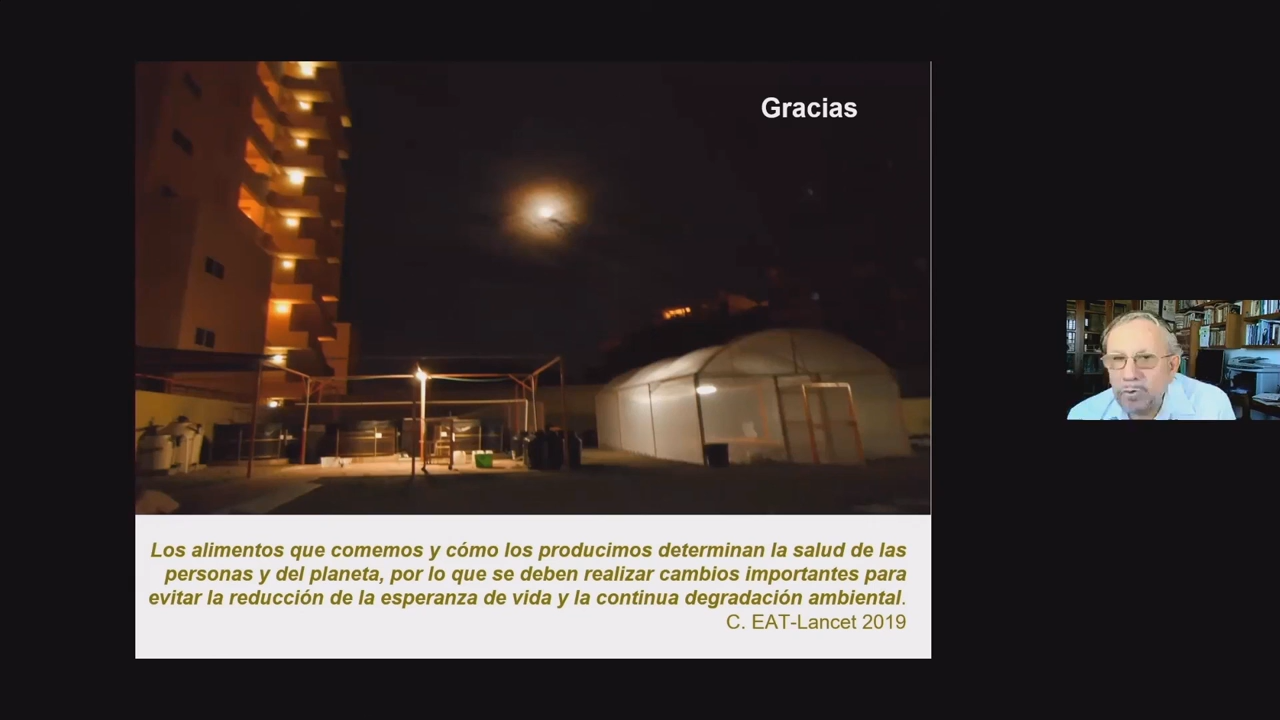 Gracias
Los alimentos que comemos y cómo los producimos determinan la salud de las
personas y del planeta, por lo que se deben realizar cambios importantes para
evitar la reducción de la esperanza de vida y la continua degradación ambiental.
C. EAT-Lancet 2019